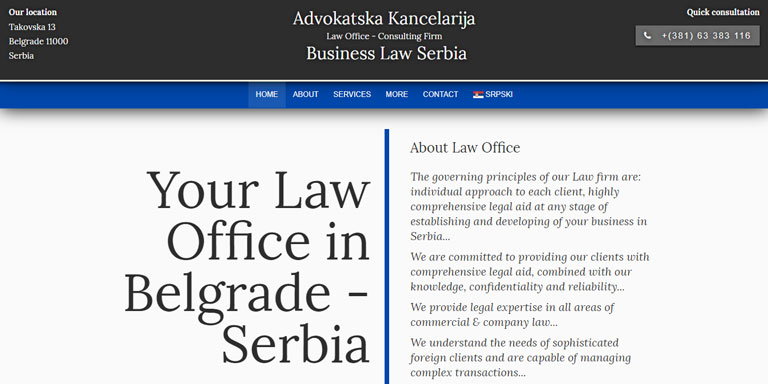 Our location
Takovska 13
Belgrade 11000
Serbia
Advokatska Kancelarija
Law Office - Consulting Firm
Business Law Serbia
Quick consultation
+(381) 63 383 116
HOME ABOUT SERVICES MORE CONTACT SRPSKI
Your Law
Office in
Belgrade -
Serbia
About Law Office
The governing principles of our Law firm are:
individual approach to each client, highly
comprehensive legal aid at any stage of
establishing and developing of your business in
Serbia...
We are committed to providing our clients with
comprehensive legal aid, combined with our
knowledge, confidentiality and reliability...
We provide legal expertise in all areas of
commercial & company law...
We understand the needs of sophisticated
foreign clients and are capable of managing
complex transactions...